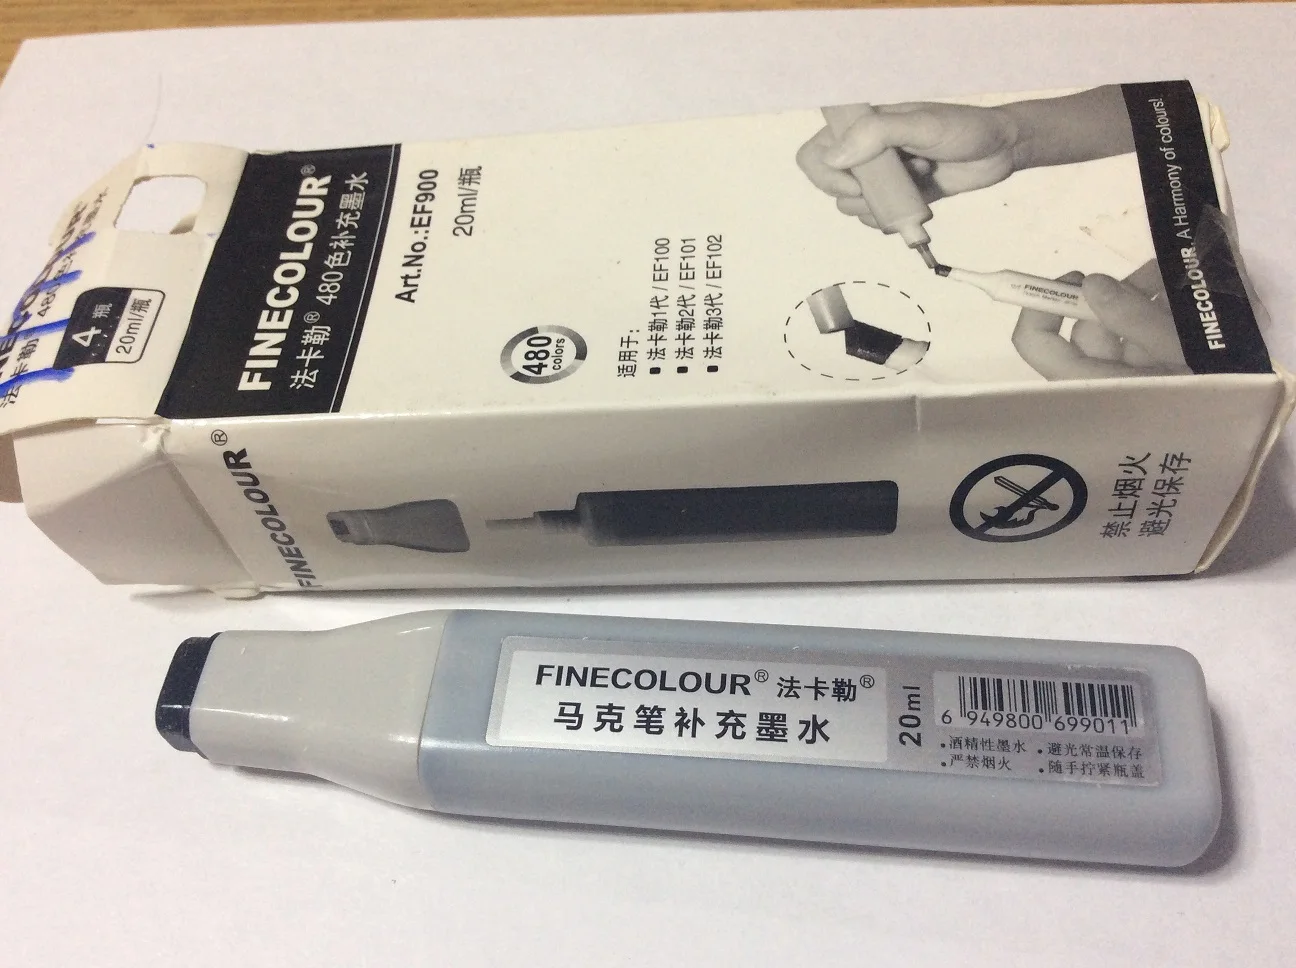 4瓶
20ml/瓶
FINECOLOUR®
法卡勒® 480色补充墨水
Art.No.:EF900
20ml/瓶
480
colors
适用于：
▪ 法卡勒1代 / EF100
▪ 法卡勒2代 / EF101
▪ 法卡勒3代 / EF102
FINECOLOUR
FINECOLOUR. A Harmony of colours!
FINECOLOUR®
禁止烟火
避光保存
FINECOLOUR® 法卡勒®
马克笔补充墨水
20ml
6 949800 699011
•酒精性墨水 •避光常温保存
•严禁烟火 •随手拧紧瓶盖